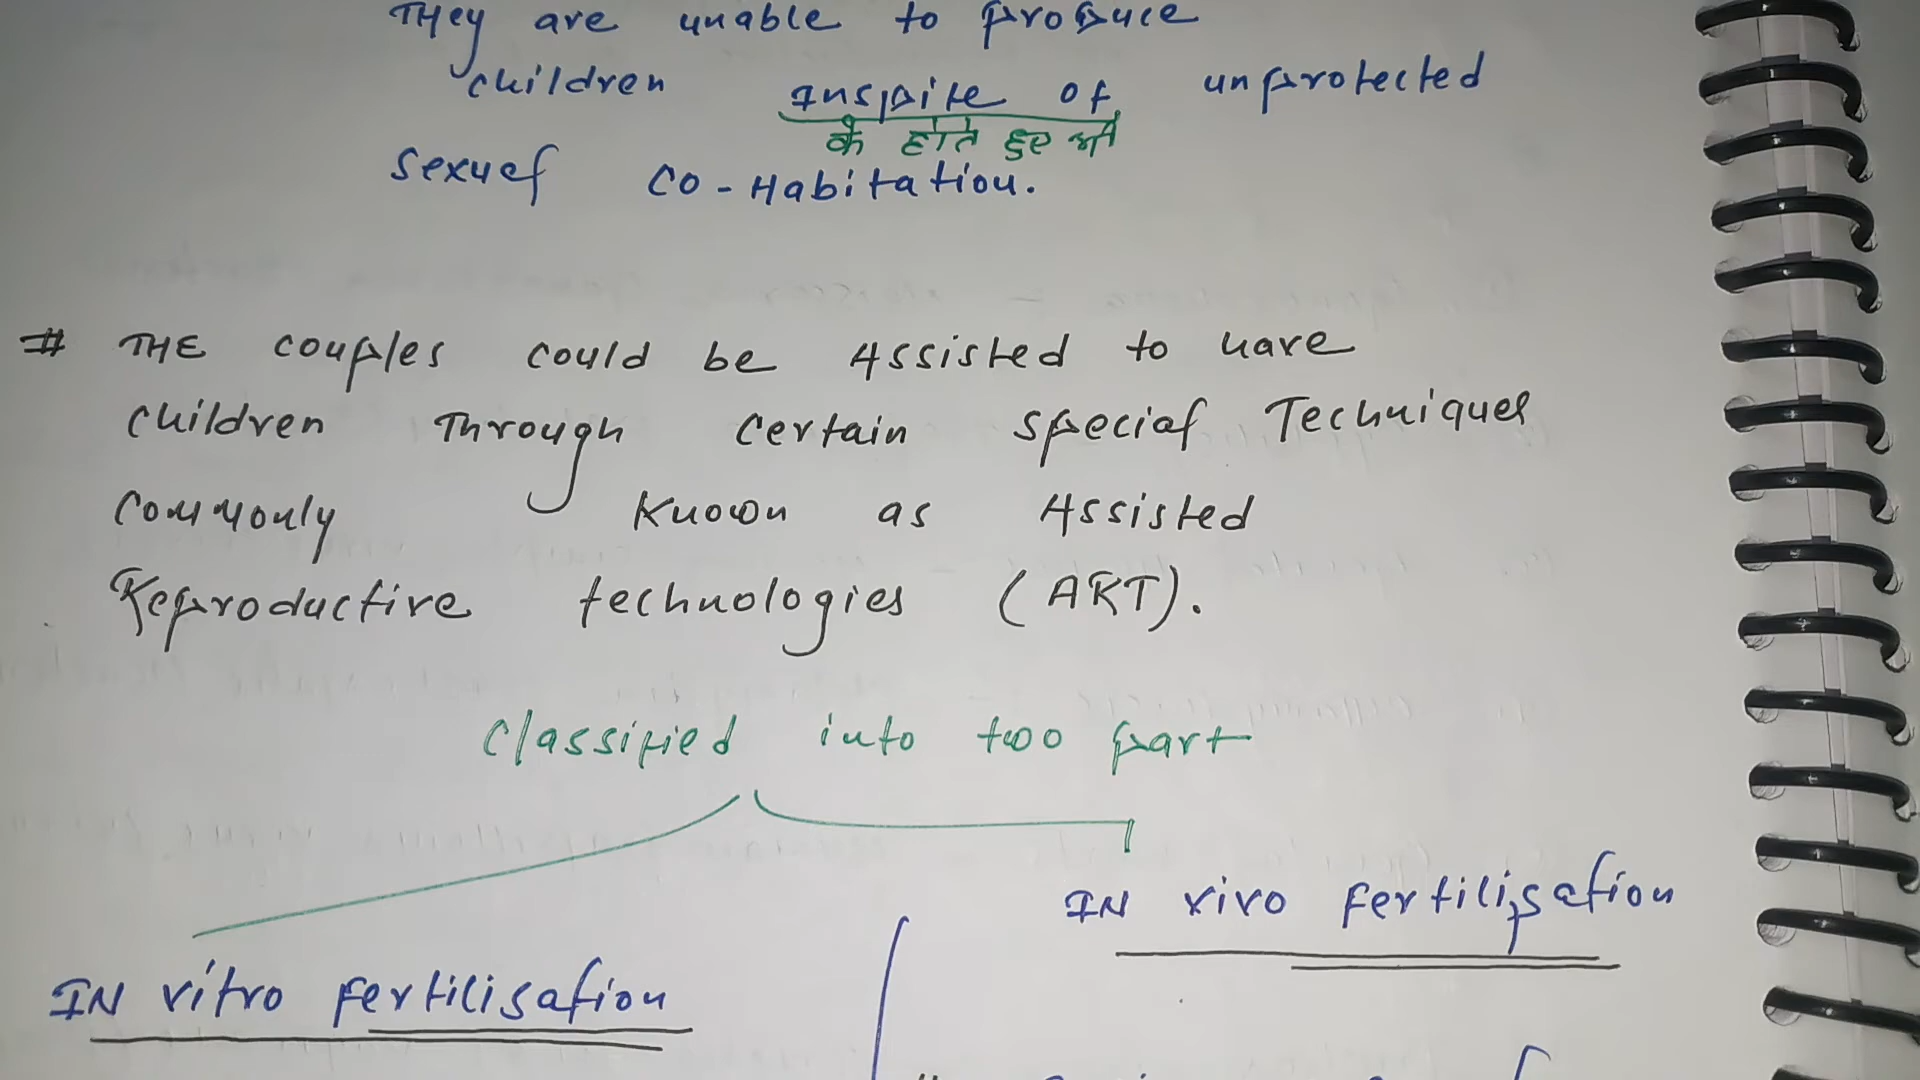 They are unable to produce
children inspite of unprotected
के होते हुए भी
sexual co-Habitation.
# THE couples could be Assisted to have
children Through certain special Techniques
commonly known as Assisted
Reproductive technologies (ART).
classified into two part
IN vivo fertilisation
IN vitro fertilisation